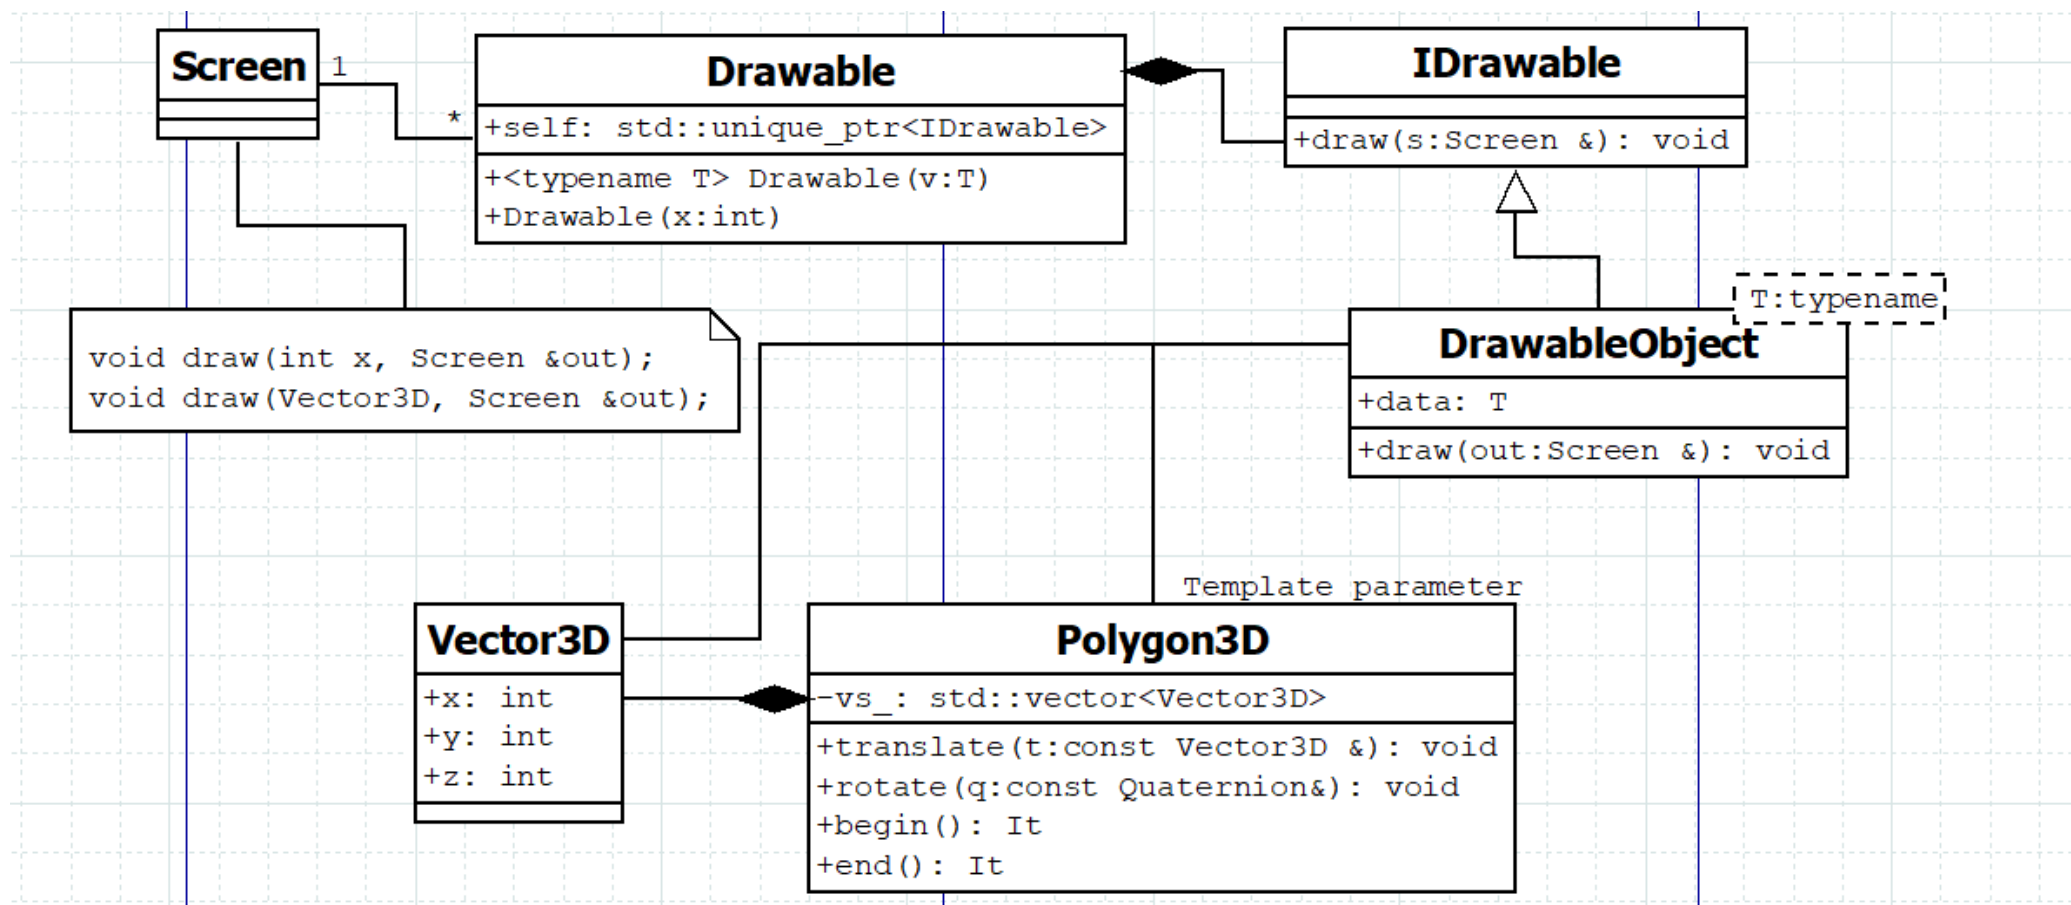 Screen
1
*
Drawable
+self: std::unique_ptr<IDrawable>
+<typename T> Drawable(v:T)
+Drawable(x:int)
IDrawable
+draw(s:Screen &): void
void draw(int x, Screen &out);
void draw(Vector3D, Screen &out);
T:typename
DrawableObject
+data: T
+draw(out:Screen &): void
Template parameter
Vector3D
+x: int
+y: int
+z: int
Polygon3D
-vs_: std::vector<Vector3D>
+translate(t:const Vector3D &): void
+rotate(q:const Quaternion&): void
+begin(): It
+end(): It